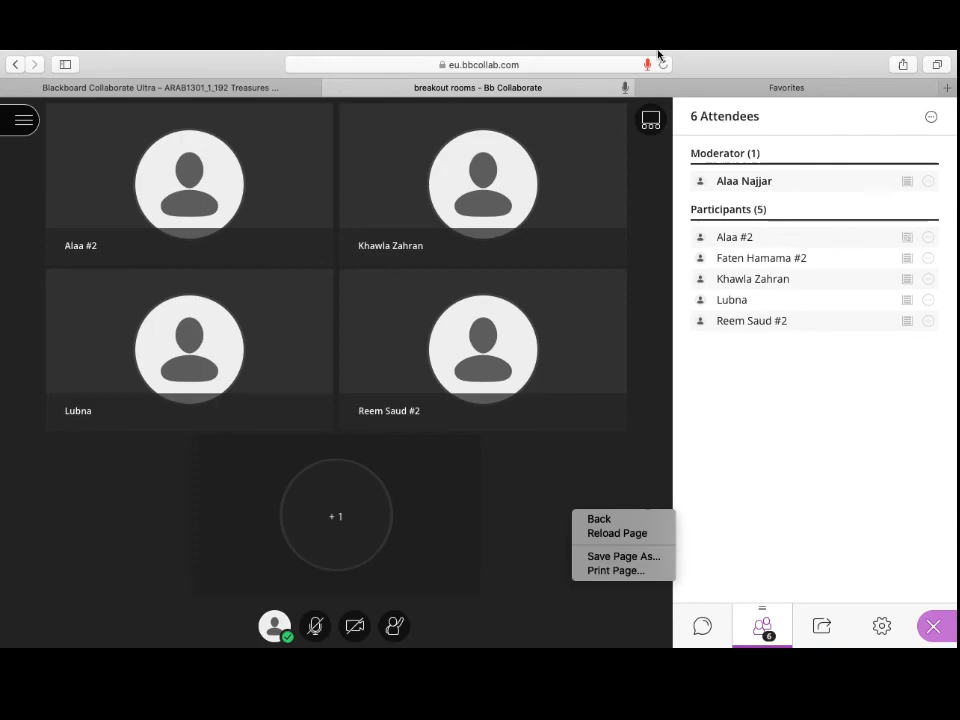 eu.bbcollab.com
Blackboard Collaborate Ultra – ARAB1301_1_192 Treasures ...
breakout rooms - Bb Collaborate
Favorites
Alaa #2
Khawla Zahran
Lubna
Reem Saud #2
+ 1
Back
Reload Page
Save Page As...
Print Page...
6 Attendees
Moderator (1)
Alaa Najjar
Participants (5)
Alaa #2
Faten Hamama #2
Khawla Zahran
Lubna
Reem Saud #2
6